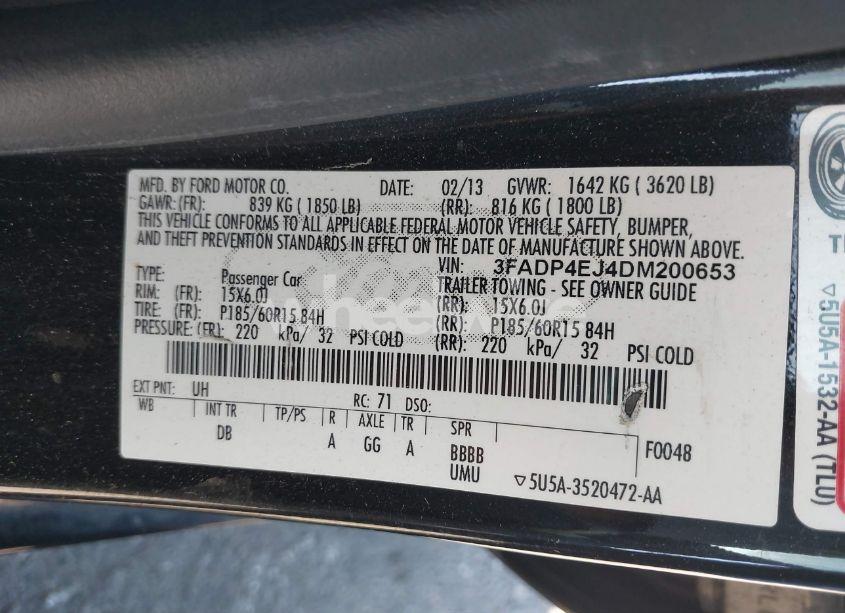 MFD. BY FORD MOTOR CO. DATE: 02/13 GVWR: 1642 KG ( 3620 LB)
GAWR: (FR): 839 KG ( 1850 LB) (RR): 816 KG ( 1800 LB)
THIS VEHICLE CONFORMS TO ALL APPLICABLE FEDERAL MOTOR VEHICLE SAFETY, BUMPER,
AND THEFT PREVENTION STANDARDS IN EFFECT ON THE DATE OF MANUFACTURE SHOWN ABOVE.
VIN: 3FADP4EJ4DM200653
TYPE: Passenger Car TRAILER TOWING - SEE OWNER GUIDE
RIM: (FR): 15X6.0J (RR): 15X6.0J
TIRE: (FR): P185/60R15 84H (RR): P185/60R15 84H
PRESSURE: (FR): 220 kPa/ 32 PSI COLD (RR): 220 kPa/ 32 PSI COLD
EXT PNT: UH RC: 71 DSO:
WB INT TR TP/PS R AXLE TR SPR
DB A GG A BBBB F0048
UMU
▽5U5A-3520472-AA
▽5U5A-1532-AA (TLU)